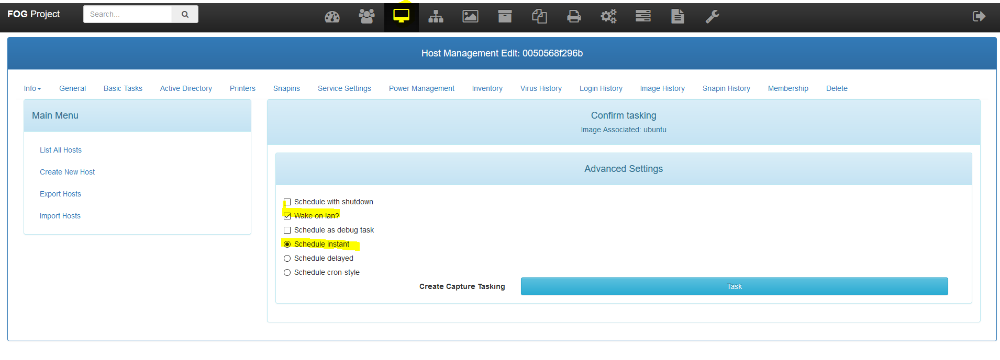 FOG Project Search...
Host Management Edit: 0050568f296b
Info General Basic Tasks Active Directory Printers Snapins Service Settings Power Management Inventory Virus History Login History Image History Snapin History Membership Delete
Main Menu
List All Hosts
Create New Host
Export Hosts
Import Hosts
Confirm tasking
Image Associated: ubuntu
Advanced Settings
Schedule with shutdown
Wake on lan?
Schedule as debug task
Schedule instant
Schedule delayed
Schedule cron-style
Create Capture Tasking Task